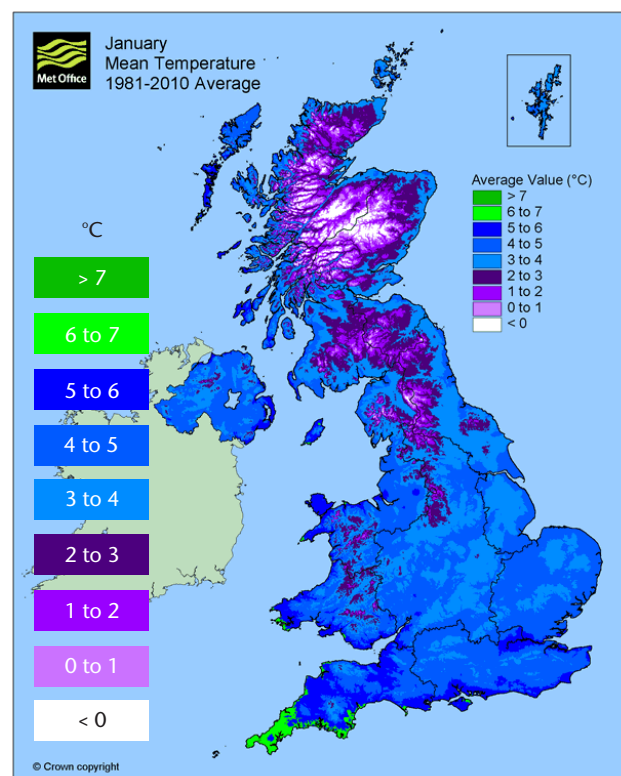 Met Office
January
Mean Temperature
1981-2010 Average
Average Value (°C)
> 7
6 to 7
5 to 6
4 to 5
3 to 4
2 to 3
1 to 2
0 to 1
< 0
°C
> 7
6 to 7
5 to 6
4 to 5
3 to 4
2 to 3
1 to 2
0 to 1
< 0
© Crown copyright